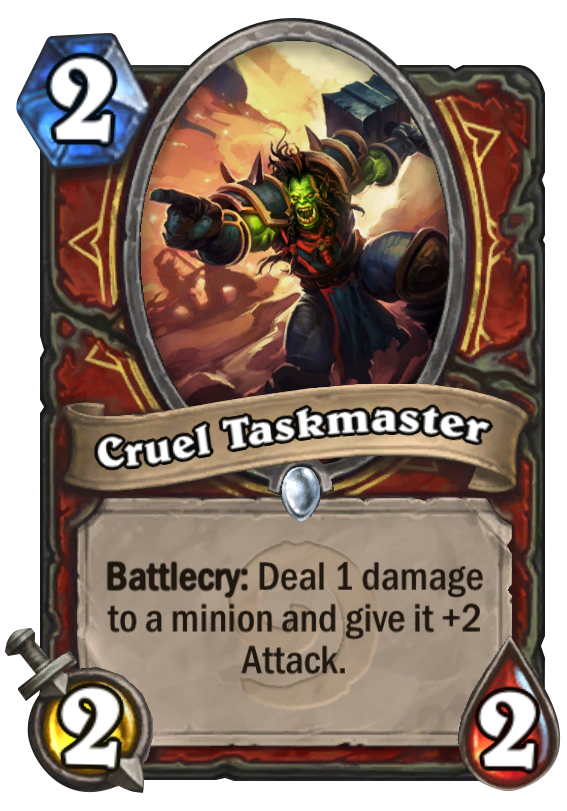 2
Cruel Taskmaster
Battlecry: Deal 1 damage
to a minion and give it +2
Attack.
2
2